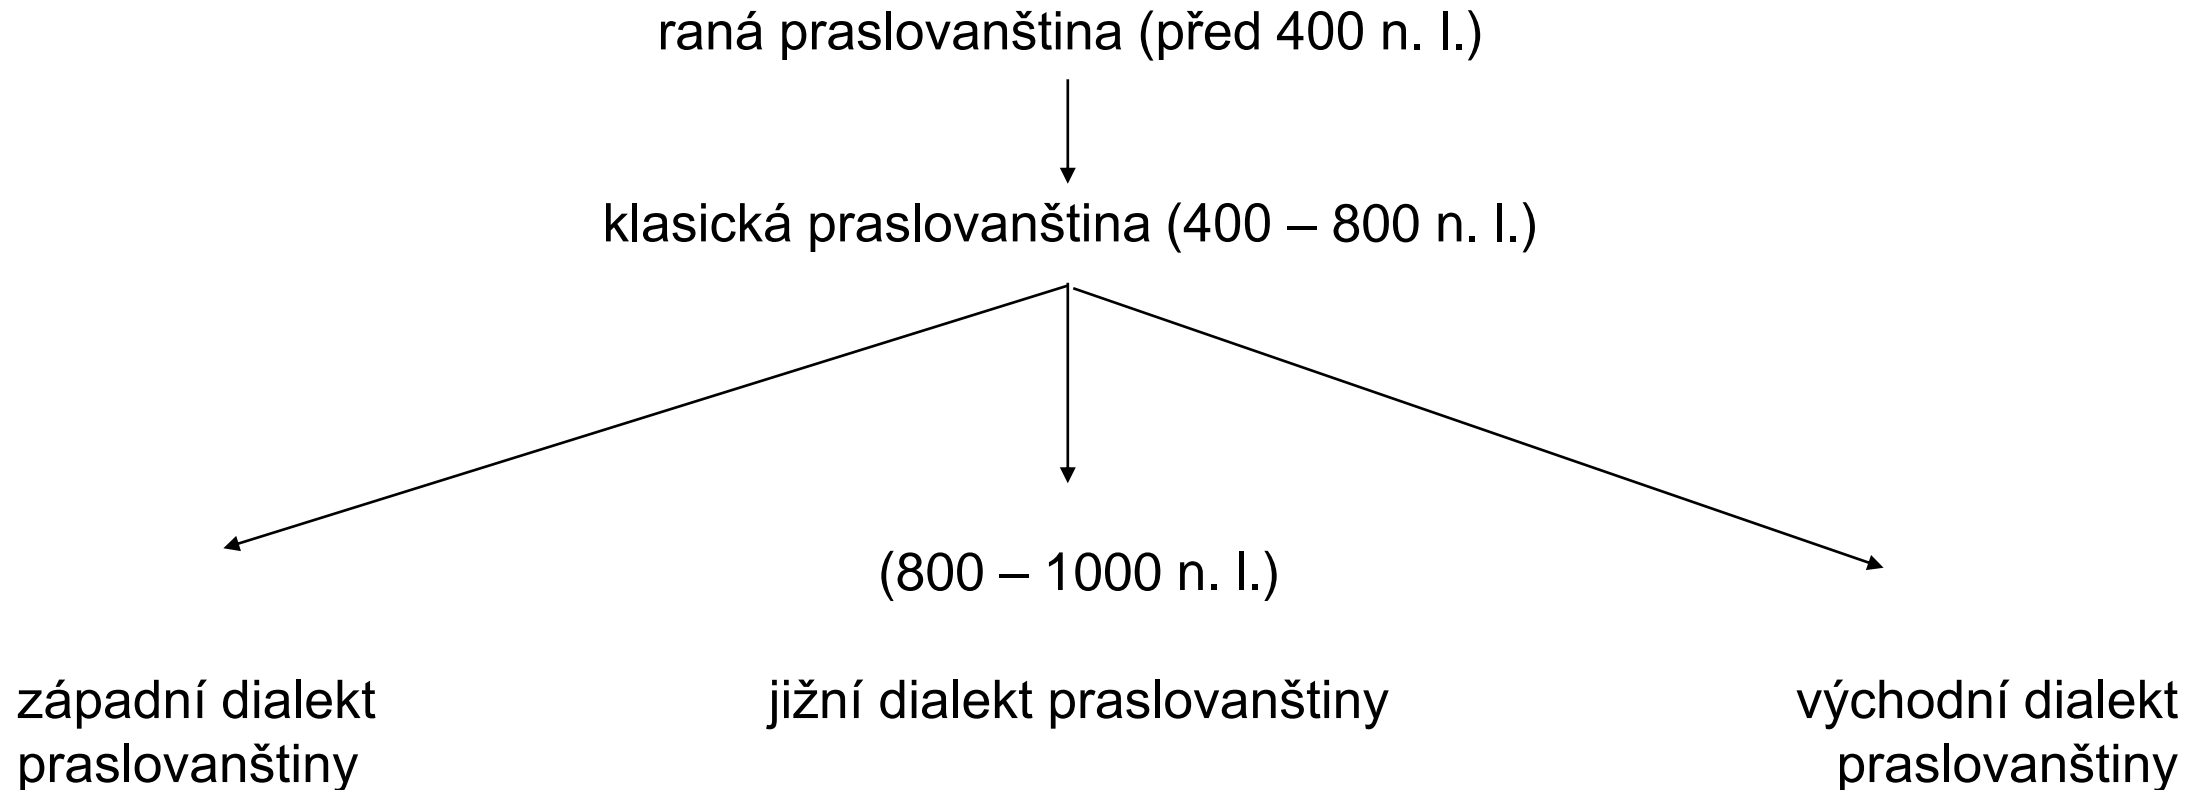 raná praslovanština (před 400 n. l.)
klasická praslovanština (400 – 800 n. l.)
(800 – 1000 n. l.)
západní dialekt
praslovanštiny
jižní dialekt praslovanštiny
východní dialekt
praslovanštiny